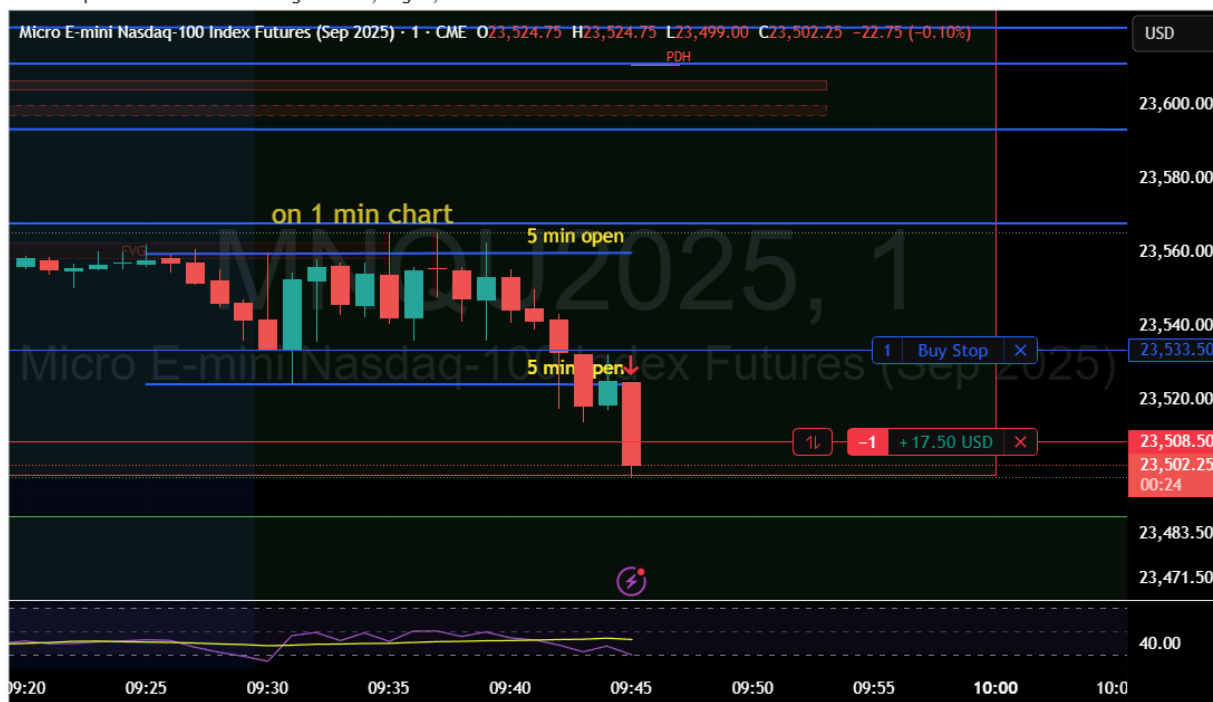 Micro E-mini Nasdaq-100 Index Futures (Sep 2025) · 1 · CME O23,524.75 H23,524.75 L23,499.00 C23,502.25 −22.75 (−0.10%)
USD
PDH
23,600.00
23,580.00
on 1 min chart
5 min open
FVG
23,560.00
MNQU2025, 1
23,540.00
1 Buy Stop ×
23,533.50
Micro E-mini Nasdaq-100 Index Futures (Sep 2025)
5 min open
23,520.00
−1 +17.50 USD ×
23,508.50
23,502.25
00:24
23,483.50
23,471.50
40.00
09:20 09:25 09:30 09:35 09:40 09:45 09:50 09:55 10:00 10:0